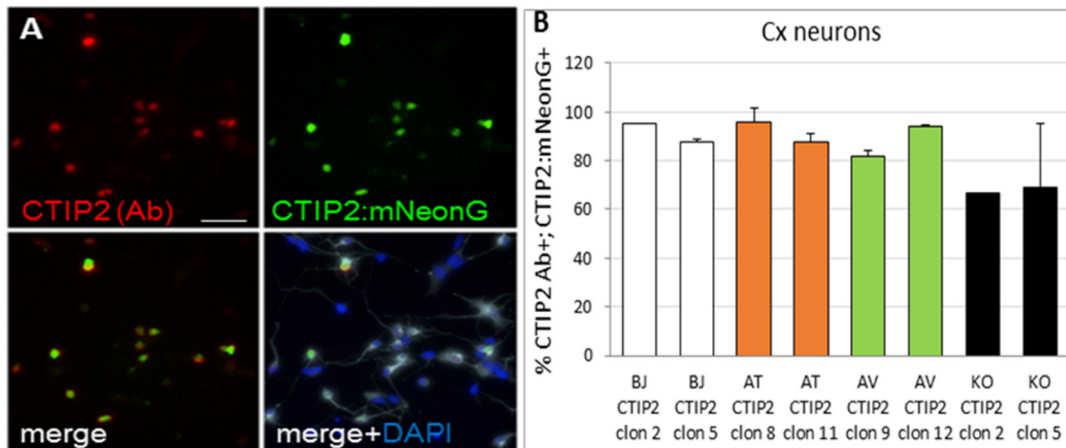 A
CTIP2 (Ab)
CTIP2:mNeonG
merge
merge+DAPI
B
Cx neurons
% CTIP2 Ab+; CTIP2:mNeonG+
120
100
80
60
40
20
0
BJ BJ AT AT AV AV KO KO
CTIP2 CTIP2 CTIP2 CTIP2 CTIP2 CTIP2 CTIP2 CTIP2
clon 2 clon 5 clon 8 clon 11 clon 9 clon 12 clon 2 clon 5